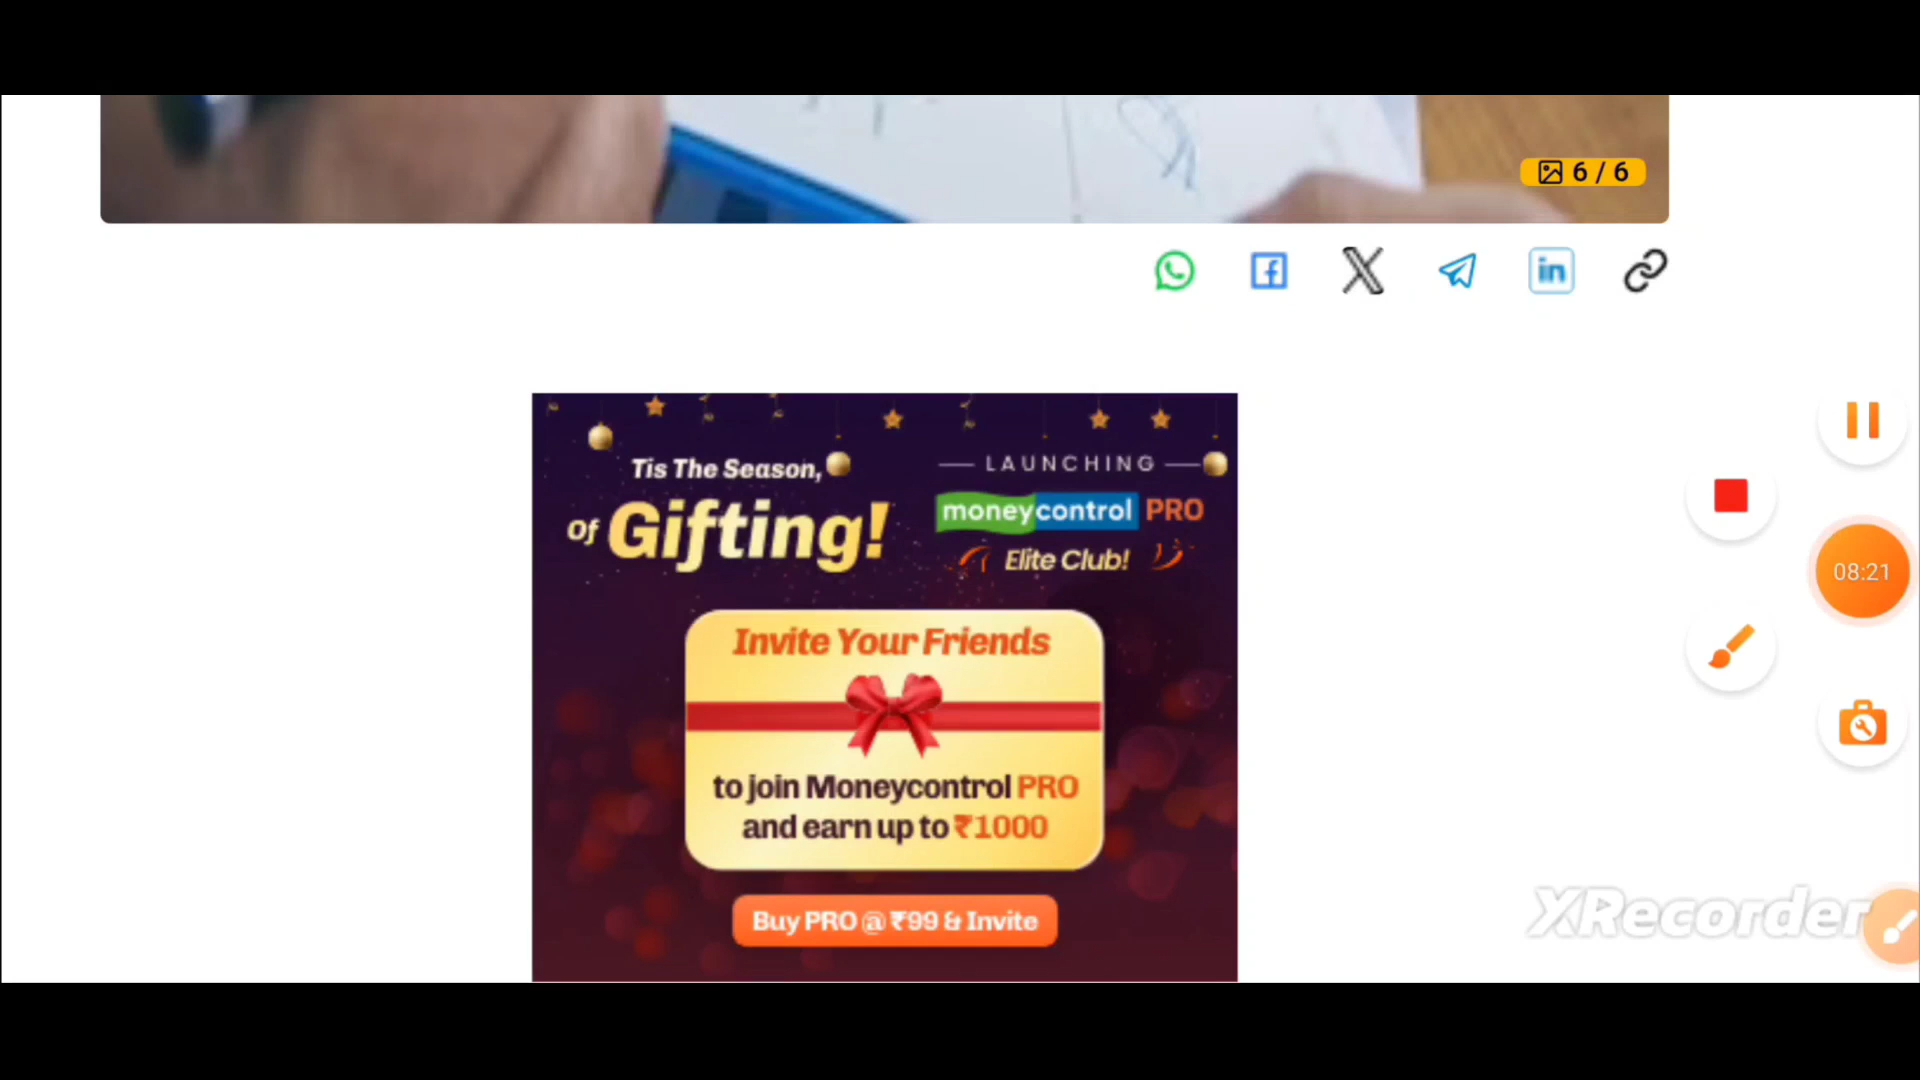 6 / 6
Tis The Season,
Of Gifting!
LAUNCHING
moneycontrol PRO
Elite Club!
Invite Your Friends
to join Moneycontrol PRO
and earn up to ₹1000
Buy PRO @ ₹99 & Invite
08:21
XRecorder